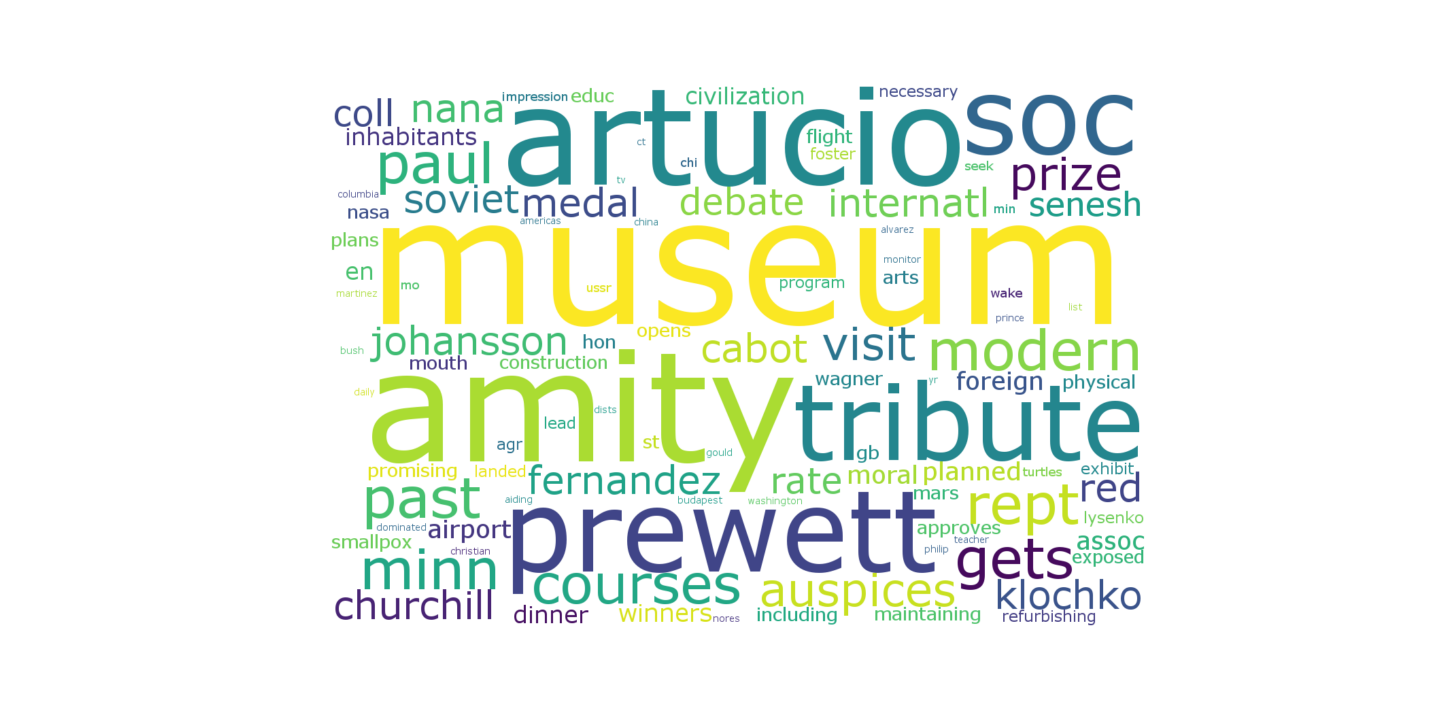 impression educ civilization necessary
coll nana artucio soc
inhabitants ct chi flight foster
paul tv seek prize
columbia soviet medal debate internatl min senesh
nasa americas china alvarez
plans museum
en mo ussr program monitor arts wake
martinez prince list
johansson hon opens cabot visit modern
bush mouth construction wagner yr foreign physical
daily amity tribute
dists lead
agr st gould gb
promising landed fernandez rate moral planned turtles exhibit
past aiding budapest washington mars rept red
dominated airport prewett approves lysenko
smallpox christian philip teacher assoc
minn gets exposed
churchill courses auspices klochko
dinner winners nores including maintaining refurbishing